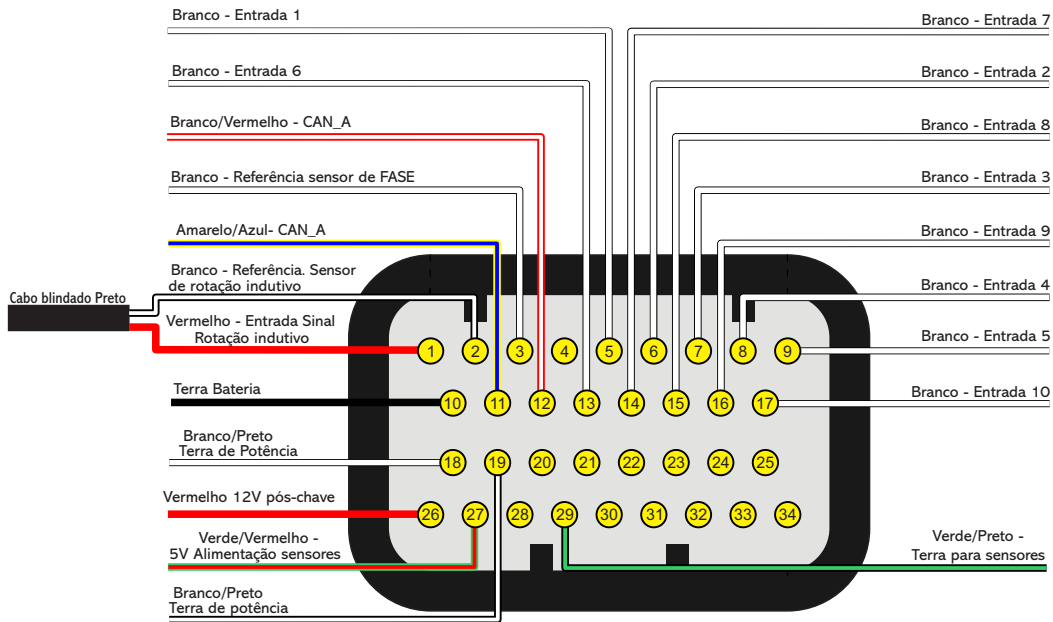 Branco - Entrada 1
Branco - Entrada 6
Branco/Vermelho - CAN_A
Branco - Referência sensor de FASE
Amarelo/Azul- CAN_A
Branco - Referência. Sensor
de rotação indutivo
Cabo blindado Preto
Vermelho - Entrada Sinal
Rotação indutivo
Terra Bateria
Branco/Preto
Terra de Potência
Vermelho 12V pós-chave
Verde/Vermelho -
5V Alimentação sensores
Branco/Preto
Terra de potência
Branco - Entrada 7
Branco - Entrada 2
Branco - Entrada 8
Branco - Entrada 3
Branco - Entrada 9
Branco - Entrada 4
Branco - Entrada 5
Branco - Entrada 10
Verde/Preto -
Terra para sensores
1 2 3 4 5 6 7 8 9
10 11 12 13 14 15 16 17
18 19 20 21 22 23 24 25
26 27 28 29 30 31 32 33 34